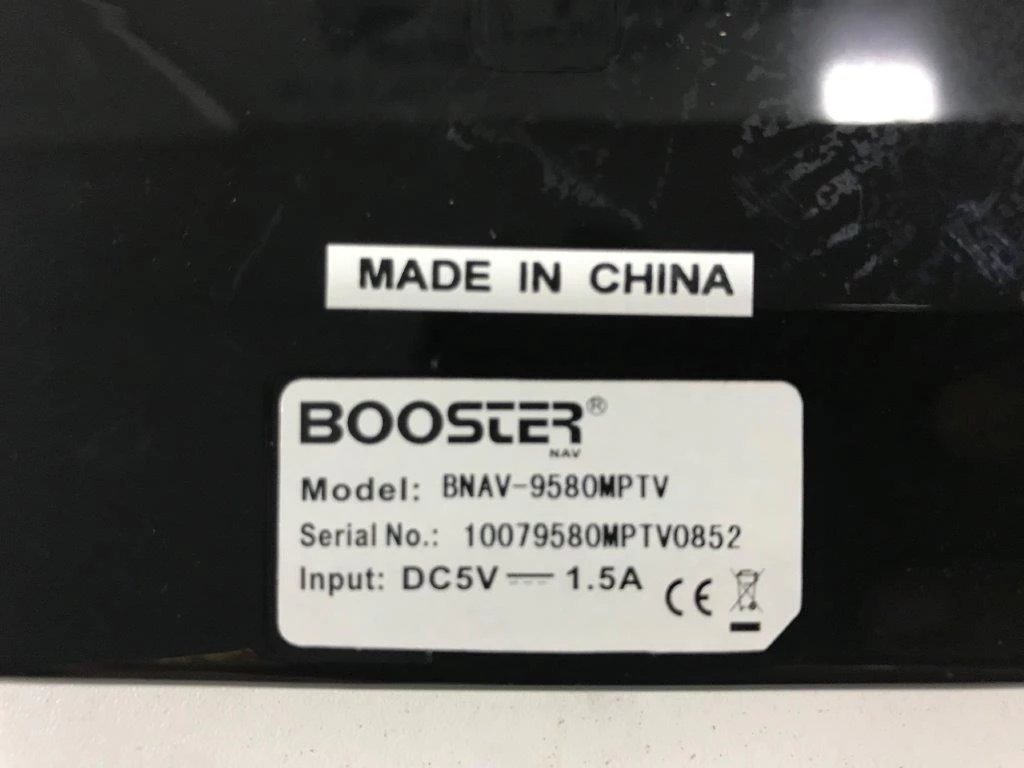 MADE IN CHINA
BOOSTER®
NAV
Model: BNAV-9580MPTV
Serial No.: 10079580MPTV0852
Input: DC5V ⎓ 1.5A CE